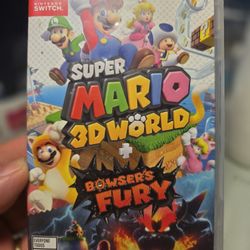 NINTENDO
SWITCH
SUPER
MARIO
3D WORLD
+
BOWSER'S
FURY
EVERYONE